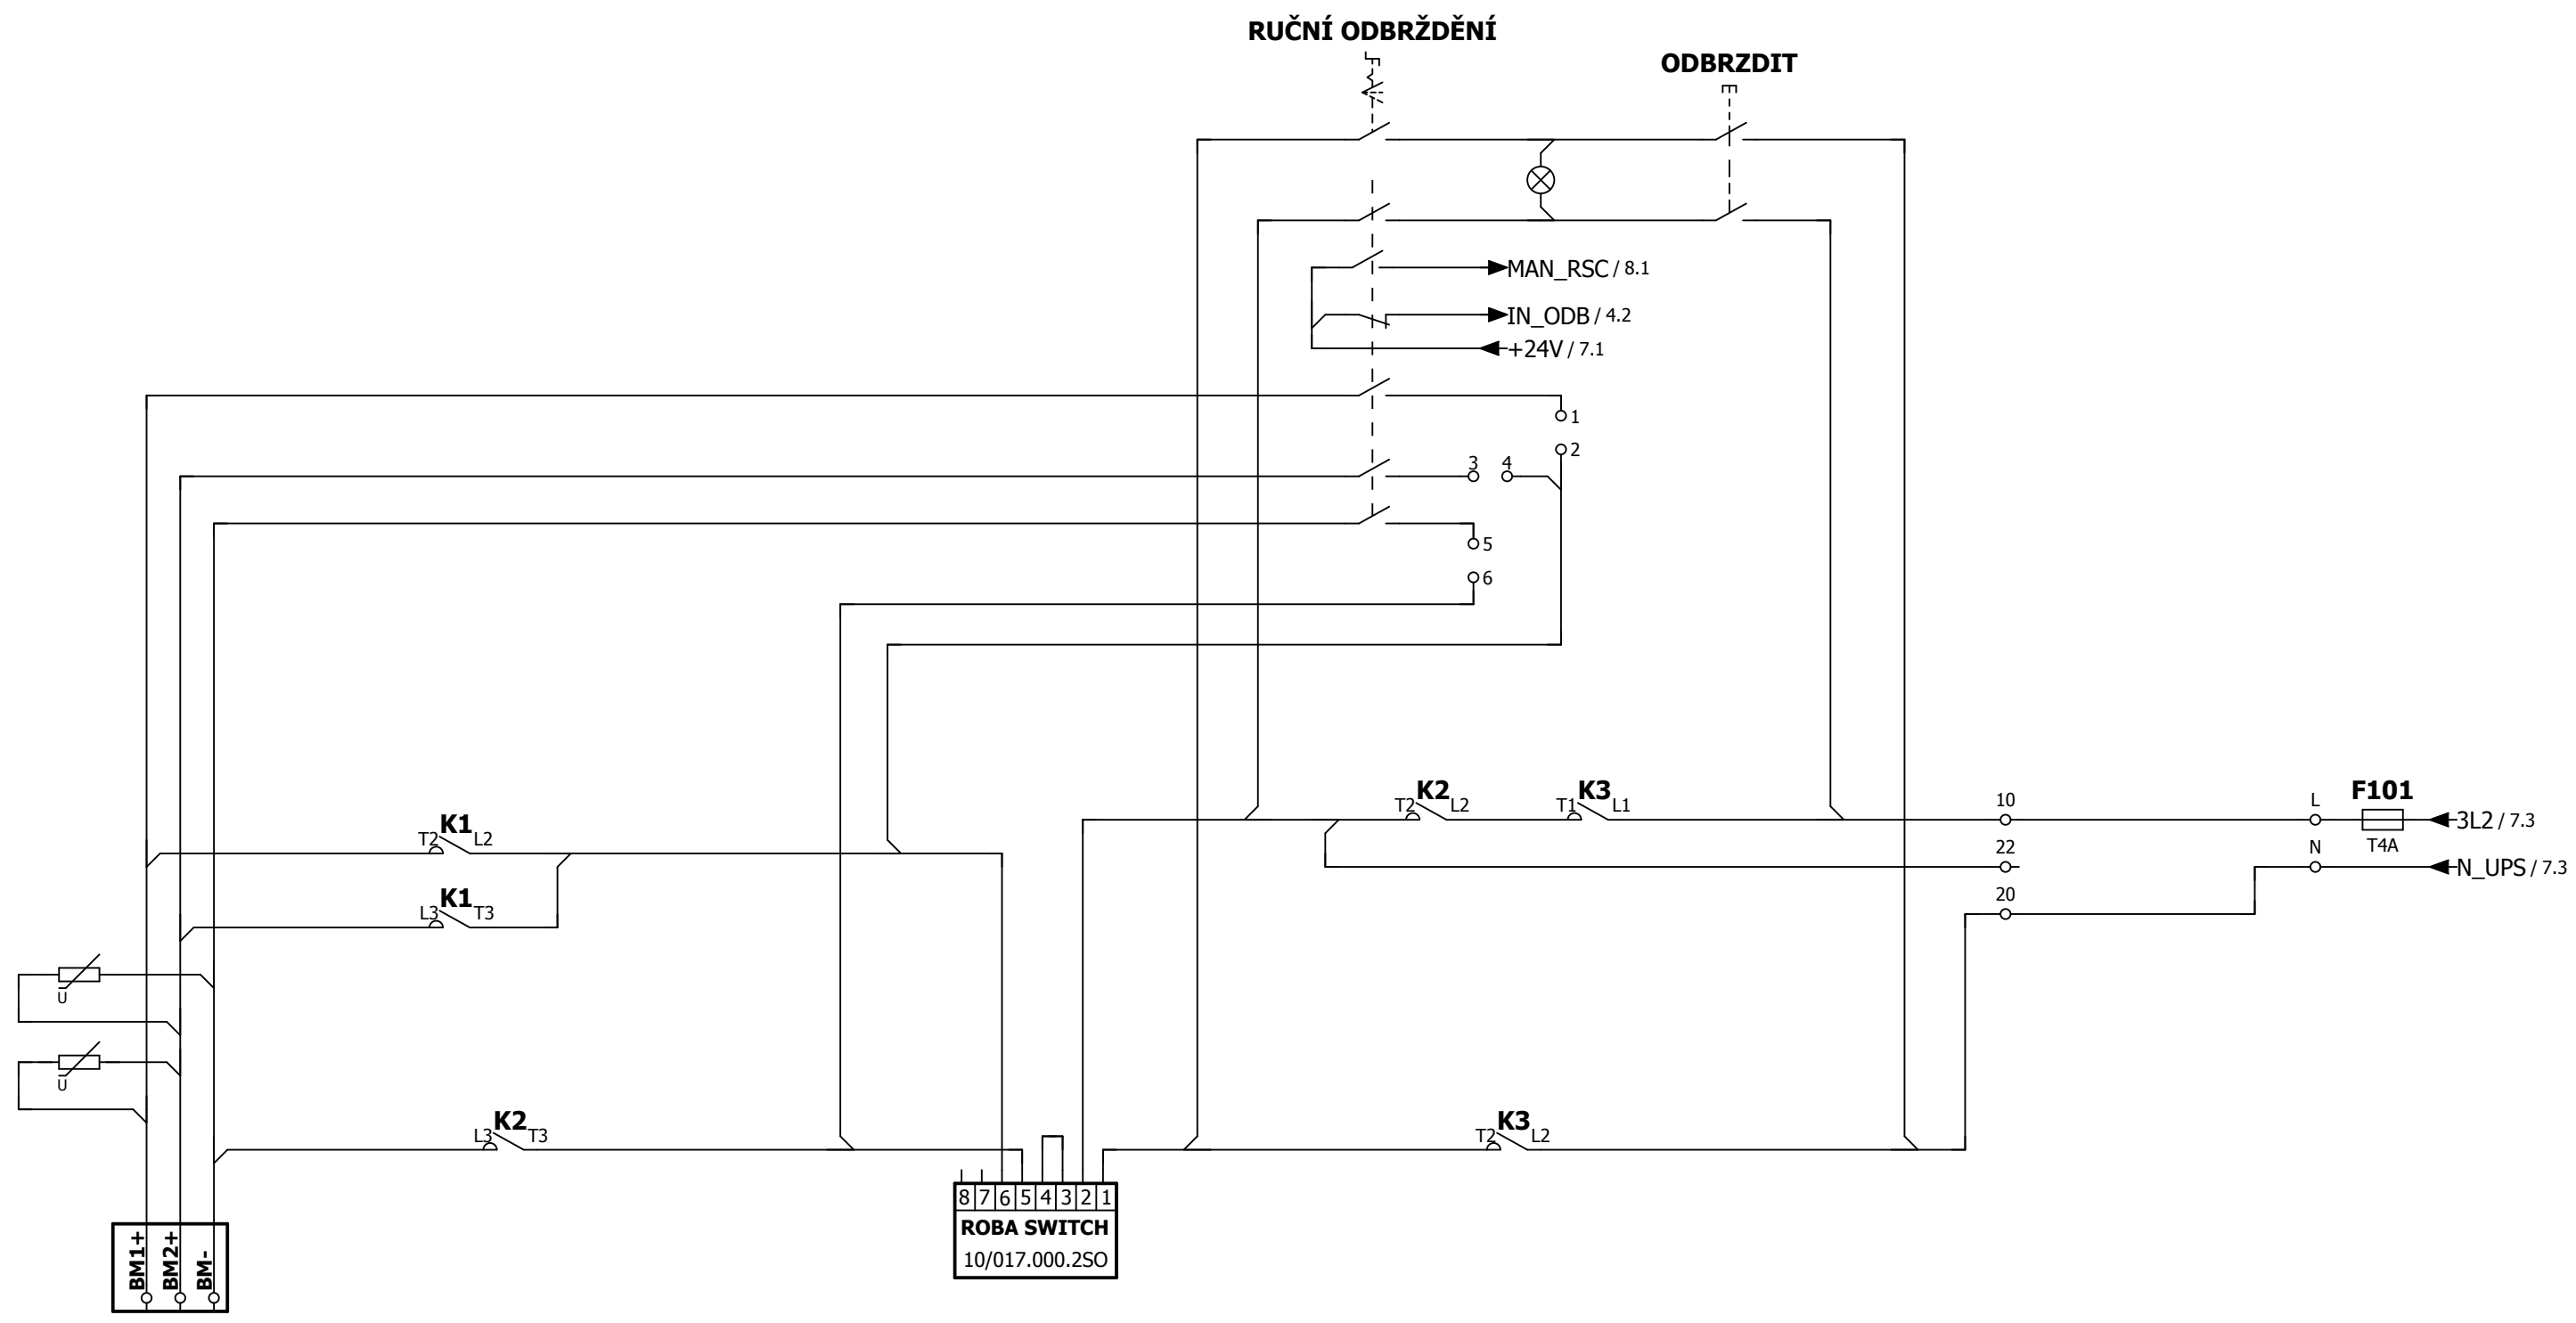 RUČNÍ ODBRŽDĚNÍ
ODBRZDIT
MAN_RSC / 8.1
IN_ODB / 4.2
+24V / 7.1
1
2
3 4
5
6
K2
T2 L2
K3
T1 L1
10
L
F101
3L2 / 7.3
T4A
22
N
N_UPS / 7.3
20
K1
T2 L2
K1
L3 T3
U
U
K2
L3 T3
K3
T2 L2
8 7 6 5 4 3 2 1
ROBA SWITCH
10/017.000.2SO
BM1+
BM2+
BM-